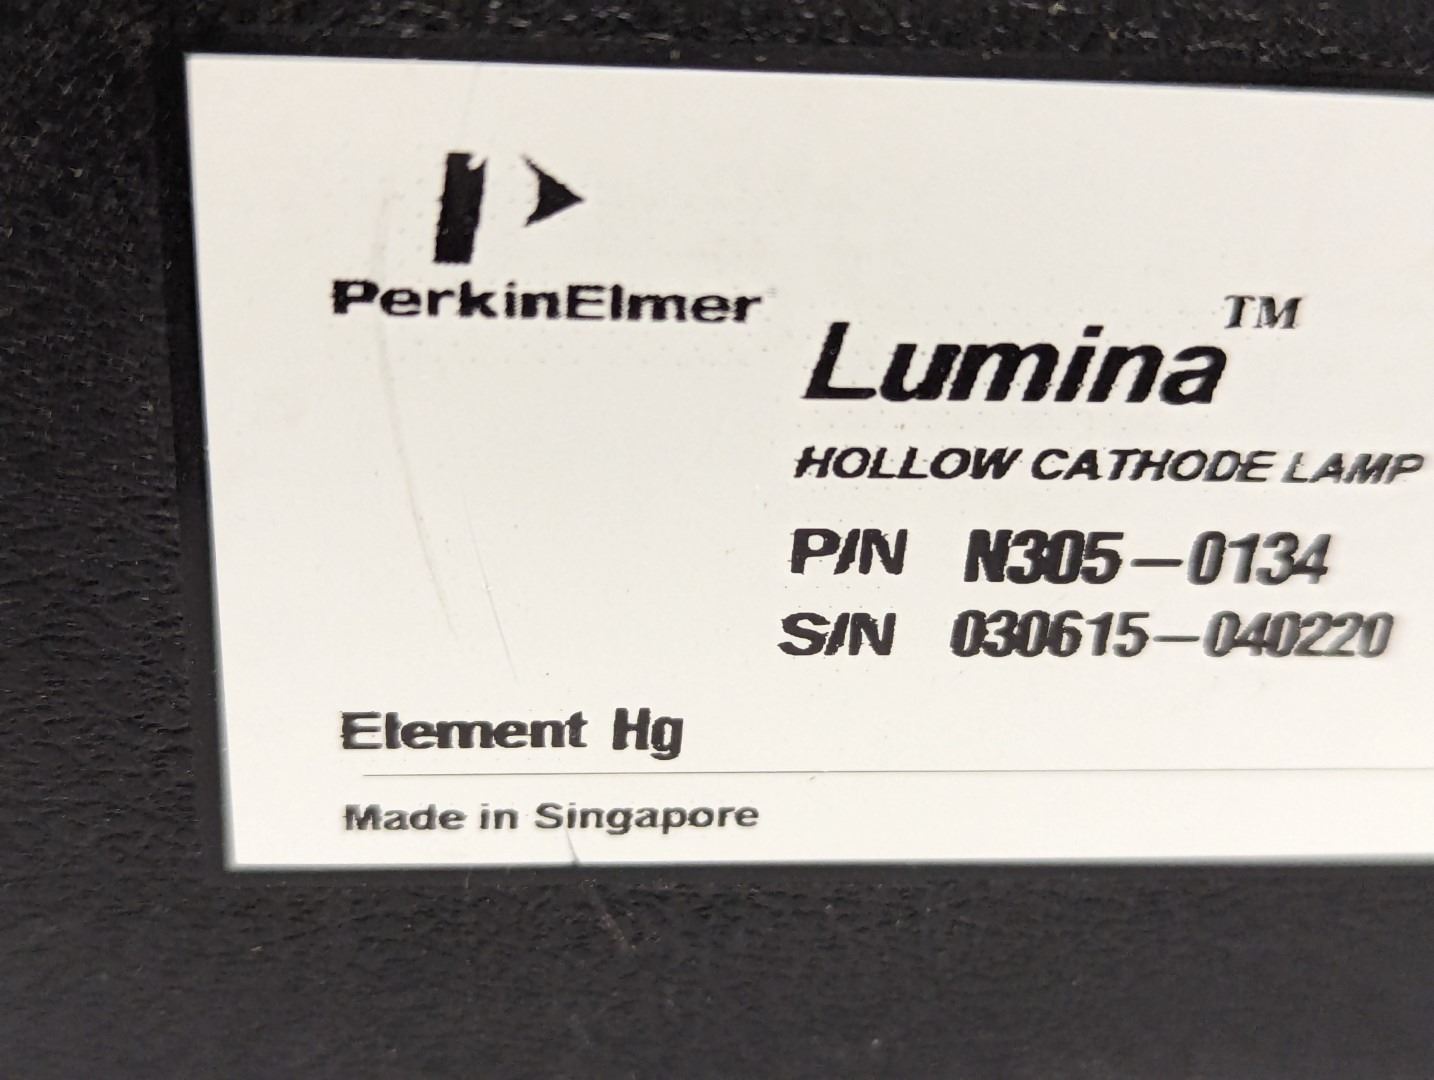 PerkinElmer
Lumina™
HOLLOW CATHODE LAMP
P/N N305-0134
S/N 030615-040220
Element Hg
Made in Singapore